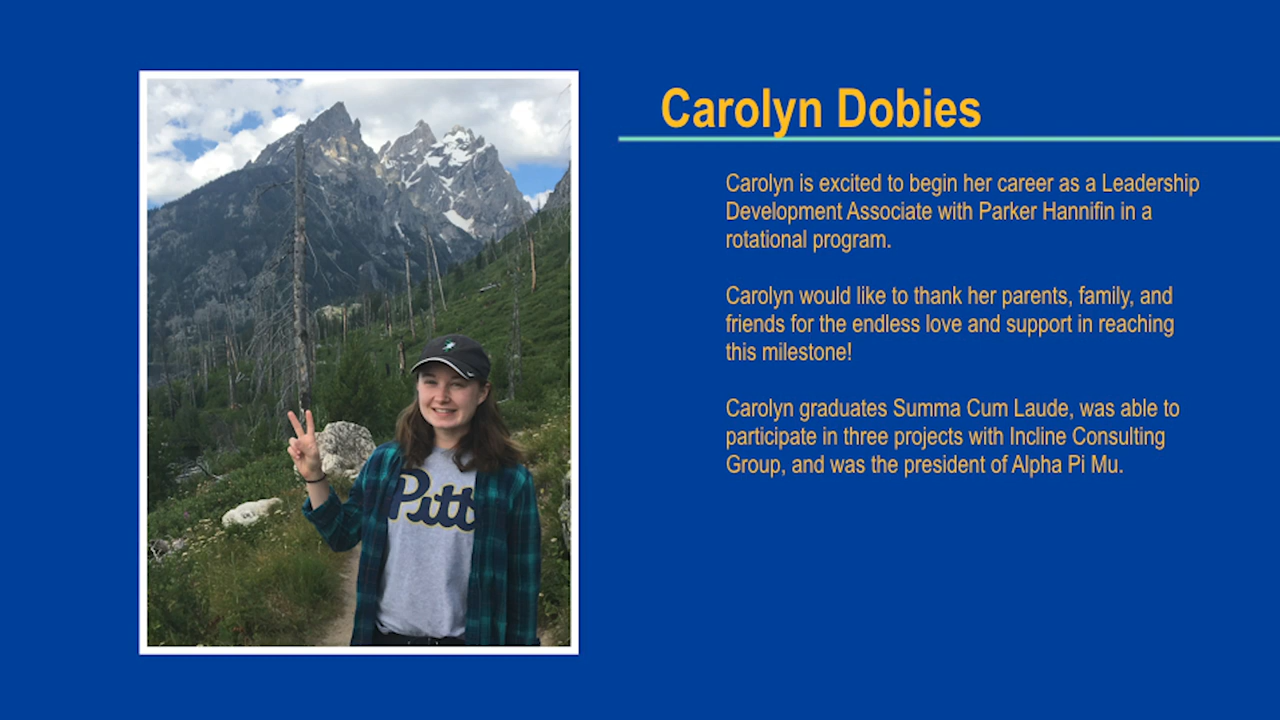 Carolyn Dobies
Carolyn is excited to begin her career as a Leadership
Development Associate with Parker Hannifin in a
rotational program.
Carolyn would like to thank her parents, family, and
friends for the endless love and support in reaching
this milestone!
Carolyn graduates Summa Cum Laude, was able to
participate in three projects with Incline Consulting
Group, and was the president of Alpha Pi Mu.
Pitt